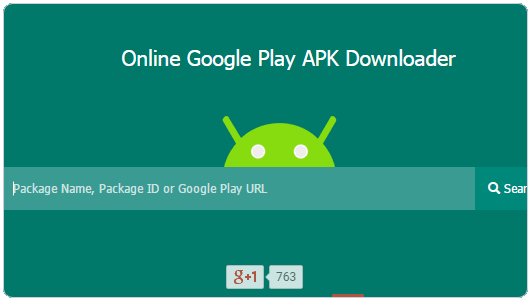 Online Google Play APK Downloader
Package Name, Package ID or Google Play URL
Sear
g+1 763